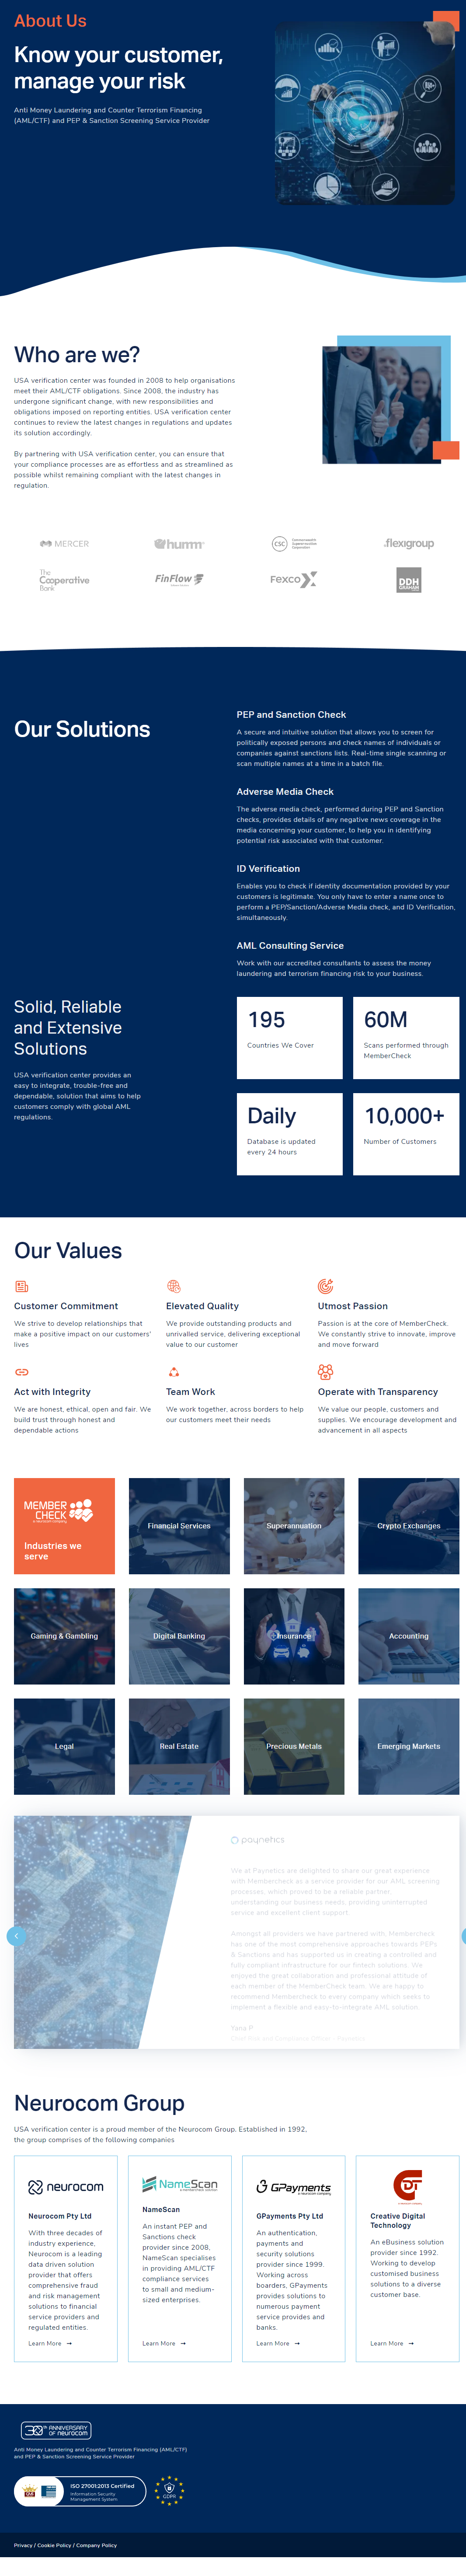 About Us
Know your customer,
manage your risk
Anti Money Laundering and Counter Terrorism Financing
(AML/CTF) and PEP & Sanction Screening Service Provider
Who are we?
USA verification center was founded in 2008 to help organisations
meet their AML/CTF obligations. Since 2008, the industry has
undergone significant change, with new responsibilities and
obligations imposed on reporting entities. USA verification center
continues to review the latest changes in regulations and updates
its solution accordingly.
By partnering with USA verification center, you can ensure that
your compliance processes are as effortless and as streamlined as
possible whilst remaining compliant with the latest changes in
regulation.
MERCER
humm
CSC Commonwealth
Superannuation
Corporation
.flexigroup
The
Cooperative
Bank
FinFlow
Fexco
DDH
GRAHAM
Our Solutions
PEP and Sanction Check
A secure and intuitive solution that allows you to screen for
politically exposed persons and check names of individuals or
companies against sanctions lists. Real-time single scanning or
scan multiple names at a time in a batch file.
Adverse Media Check
The adverse media check, performed during PEP and Sanction
checks, provides details of any negative news coverage in the
media concerning your customer, to help you in identifying
potential risk associated with that customer.
ID Verification
Enables you to check if identity documentation provided by your
customers is legitimate. You only have to enter a name once to
perform a PEP/Sanction/Adverse Media check, and ID Verification,
simultaneously.
AML Consulting Service
Work with our accredited consultants to assess the money
laundering and terrorism financing risk to your business.
Solid, Reliable
and Extensive
Solutions
USA verification center provides an
easy to integrate, trouble-free and
dependable, solution that aims to help
customers comply with global AML
regulations.
195
Countries We Cover
60M
Scans performed through
MemberCheck
Daily
Database is updated
every 24 hours
10,000+
Number of Customers
Our Values
Customer Commitment
We strive to develop relationships that
make a positive impact on our customers'
lives
Elevated Quality
We provide outstanding products and
unrivalled service, delivering exceptional
value to our customer
Utmost Passion
Passion is at the core of MemberCheck.
We constantly strive to innovate, improve
and move forward
Act with Integrity
We are honest, ethical, open and fair. We
build trust through honest and
dependable actions
Team Work
We work together, across borders to help
our customers meet their needs
Operate with Transparency
We value our people, customers and
supplies. We encourage development and
advancement in all aspects
MEMBER
CHECK
Industries we
serve
Financial Services
Superannuation
Crypto Exchanges
Gaming & Gambling
Digital Banking
Insurance
Accounting
Legal
Real Estate
Precious Metals
Emerging Markets
paynetics
We at Paynetics are delighted to share our great experience
with Membercheck as a service provider for our AML screening
processes, which proved to be a reliable partner,
understanding our business needs, providing uninterrupted
service and excellent client support.
Amongst all providers we have partnered with, Membercheck
has one of the most comprehensive approaches towards PEPs
& Sanctions and has supported us in creating a controlled and
fully compliant infrastructure for our fintech solutions. We
enjoyed the great collaboration and professional attitude of
each member of the MemberCheck team. We are happy to
recommend Membercheck to every company which seeks to
implement a flexible and easy-to-integrate AML solution.
Yana P
Neurocom Group
USA verification center is a proud member of the Neurocom Group. Established in 1992,
the group comprises of the following companies
neurocom
Neurocom Pty Ltd
With three decades of
industry experience,
Neurocom is a leading
data driven solution
provider that offers
comprehensive fraud
and risk management
solutions to financial
service providers and
regulated entities.
Learn More →
NameScan
NameScan
An instant PEP and
Sanctions check
provider since 2008,
NameScan specialises
in providing AML/CTF
compliance services
to small and medium-
sized enterprises.
Learn More →
GPayments
GPayments Pty Ltd
An authentication,
payments and
security solutions
provider since 1999.
Working across
boarders, GPayments
provides solutions to
numerous payment
service provides and
banks.
Learn More →
Creative Digital
Technology
An eBusiness solution
provider since 1992.
Working to develop
customised business
solutions to a diverse
customer base.
Learn More →
30th ANNIVERSARY
OF neurocom
Anti Money Laundering and Counter Terrorism Financing (AML/CTF)
and PEP & Sanction Screening Service Provider
ISO 27001:2013 Certified
Information Security
Management System
GDPR
Privacy / Cookie Policy / Company Policy